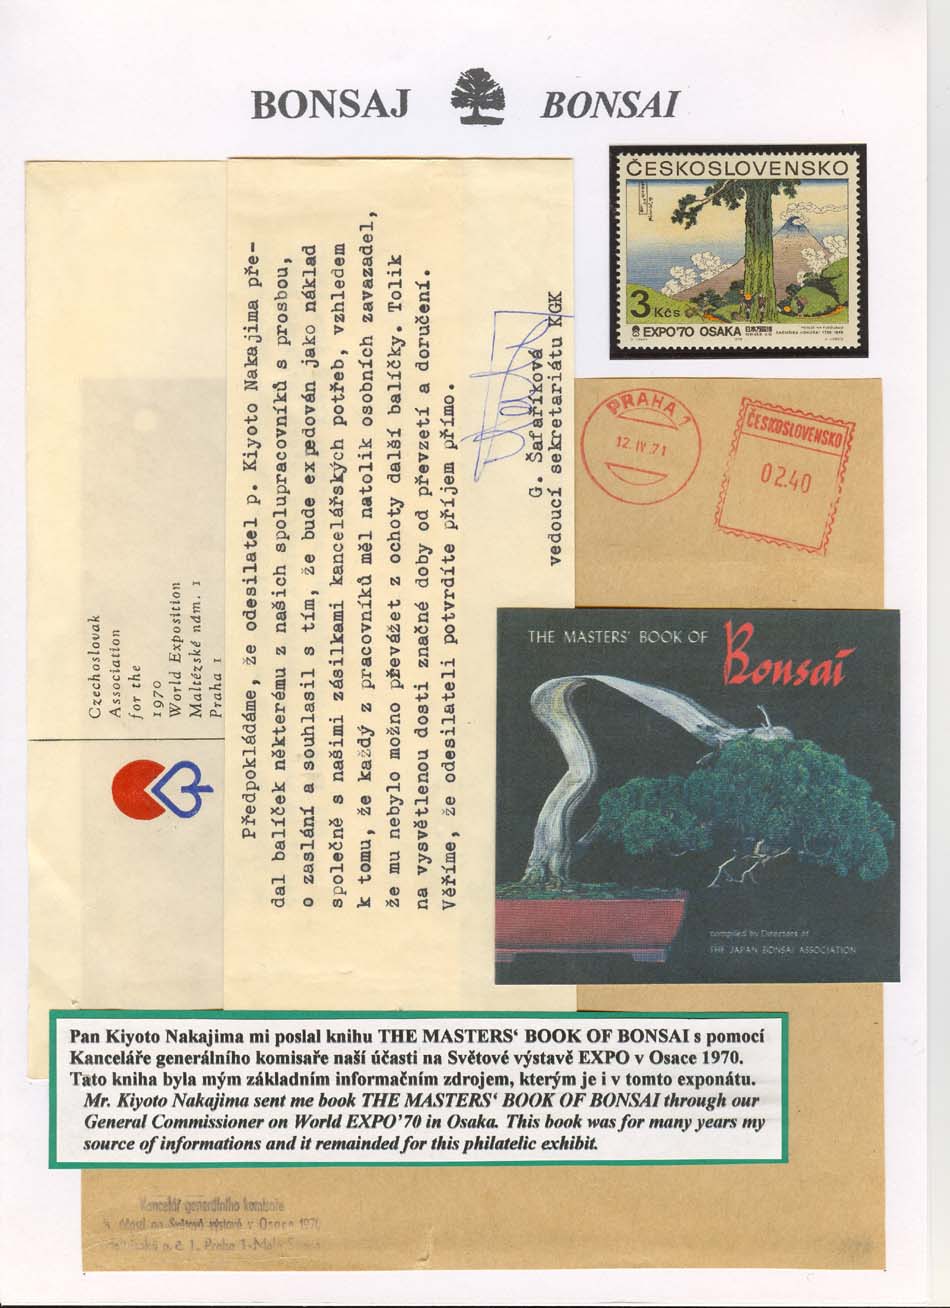 BONSAJ BONSAI
ČESKOSLOVENSKO
3 Kčs
EXPO'70 OSAKA 日本万国博
Czechoslovak
Association
for the
1970
World Exposition
Maltézské nám. 1
Praha 1
Předpokládáme, že odesilatel p. Kiyoto Nakajima pře-
dal balíček některému z našich spolupracovníků s prosbou,
o zaslání a souhlasil s tím, že bude expedován jako náklad
společně s našimi zásilkami kancelářských potřeb, vzhledem
k tomu, že každý z pracovníků měl natolik osobních zavazadel,
že mu nebylo možno převážet z ochoty další balíčky. Tolik
na vysvětlenou dosti značné doby od převzetí a doručení.
Věříme, že odesilateli potvrdíte příjem přímo.
G. Šafaříková
vedoucí sekretariátu KGK
PRAHA 1
12. IV. 71
ČESKOSLOVENSKO
02.40
THE MASTERS' BOOK OF
Bonsai
compiled by Directors of
THE JAPAN BONSAI ASSOCIATION
Pan Kiyoto Nakajima mi poslal knihu THE MASTERS‘ BOOK OF BONSAI s pomocí
Kanceláře generálního komisaře naší účasti na Světové výstavě EXPO v Osace 1970.
Tato kniha byla mým základním informačním zdrojem, kterým je i v tomto exponátu.
Mr. Kiyoto Nakajima sent me book THE MASTERS‘ BOOK OF BONSAI through our
General Commissioner on World EXPO’70 in Osaka. This book was for many years my
source of informations and it remainded for this philatelic exhibit.
Kancelář generálního komisaře
účasti na Světové výstavě v Osace 1970
č. 1, Praha 1-Malá